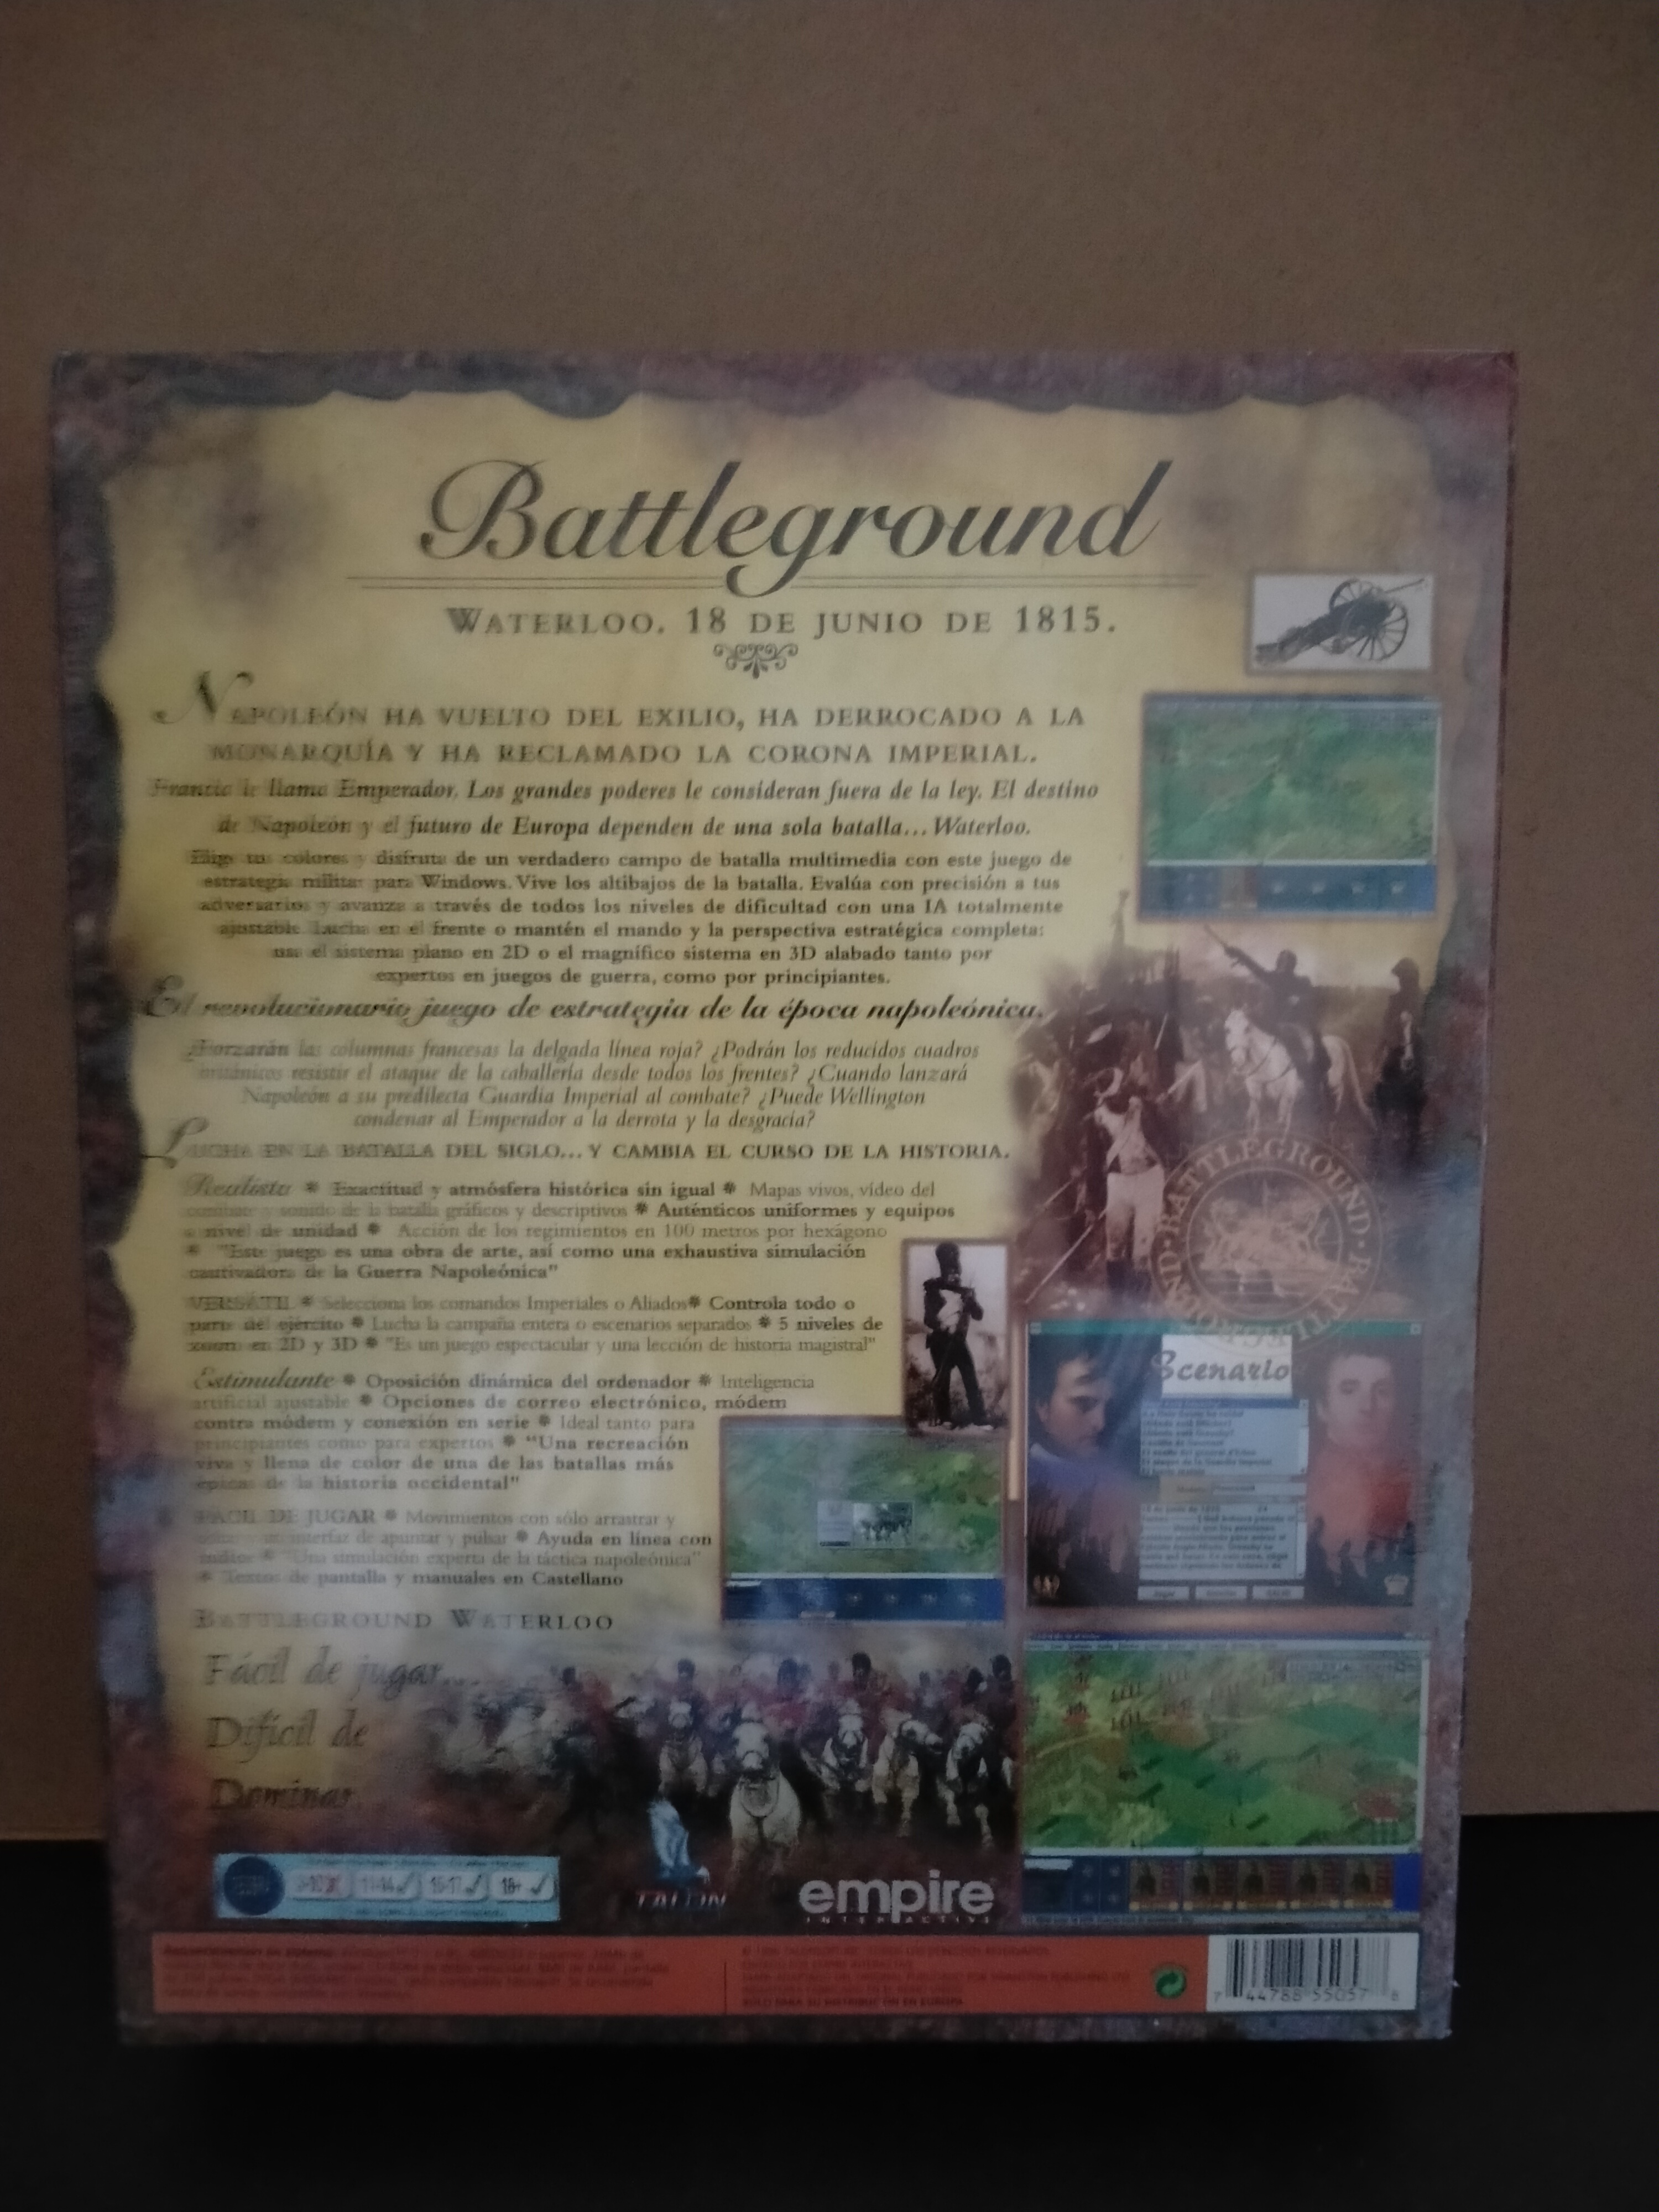 Battleground
WATERLOO. 18 DE JUNIO DE 1815.
NAPOLEÓN HA VUELTO DEL EXILIO, HA DERROCADO A LA
MONARQUÍA Y HA RECLAMADO LA CORONA IMPERIAL.
Francia le llama Emperador. Los grandes poderes le consideran fuera de la ley. El destino
de Napoleón y el futuro de Europa dependen de una sola batalla... Waterloo.
Elige tus colores y disfruta de un verdadero campo de batalla multimedia con este juego de
estrategia militar para Windows. Vive los altibajos de la batalla. Evalúa con precisión a tus
adversarios y avanza a través de todos los niveles de dificultad con una IA totalmente
ajustable. Lucha en el frente o mantén el mando y la perspectiva estratégica completa:
usa el sistema plano en 2D o el magnífico sistema en 3D alabado tanto por
expertos en juegos de guerra, como por principiantes.
El revolucionario juego de estrategia de la época napoleónica.
¿Forzarán las columnas francesas la delgada línea roja? ¿Podrán los reducidos cuadros
británicos resistir el ataque de la caballería desde todos los frentes? ¿Cuando lanzará
Napoleón a su predilecta Guardia Imperial al combate? ¿Puede Wellington
condenar al Emperador a la derrota y la desgracia?
LUCHA EN LA BATALLA DEL SIGLO... Y CAMBIA EL CURSO DE LA HISTORIA.
Realista * Exactitud y atmósfera histórica sin igual * Mapas vivos, vídeo del
combate y sonido de la batalla gráficos y descriptivos * Auténticos uniformes y equipos
a nivel de unidad * Acción de los regimientos en 100 metros por hexágono
* "Este juego es una obra de arte, así como una exhaustiva simulación
cautivadora de la Guerra Napoleónica"
VERSÁTIL * Selecciona los comandos Imperiales o Aliados* Controla todo o
parte del ejército * Lucha la campaña entera o escenarios separados * 5 niveles de
zoom en 2D y 3D * "Es un juego espectacular y una lección de historia magistral"
Estimulante * Oposición dinámica del ordenador * Inteligencia
artificial ajustable * Opciones de correo electrónico, módem
contra módem y conexión en serie * Ideal tanto para
principiantes como para expertos * "Una recreación
viva y llena de color de una de las batallas más
épicas de la historia occidental"
FÁCIL DE JUGAR * Movimientos con sólo arrastrar y
interfaz de apuntar y pulsar * Ayuda en línea con
índice * "Una simulación experta de la táctica napoleónica"
* Textos de pantalla y manuales en Castellano
BATTLEGROUND WATERLOO
Fácil de jugar...
Difícil de
Dominar.
BATTLEGROUND · BATTLEGROUND
Scenario
11-14 16-17 18+
TALON
empire
INTERACTIVE
SOLO PARA SU DISTRIBUCIÓN EN EUROPA
7 44788 55057 8